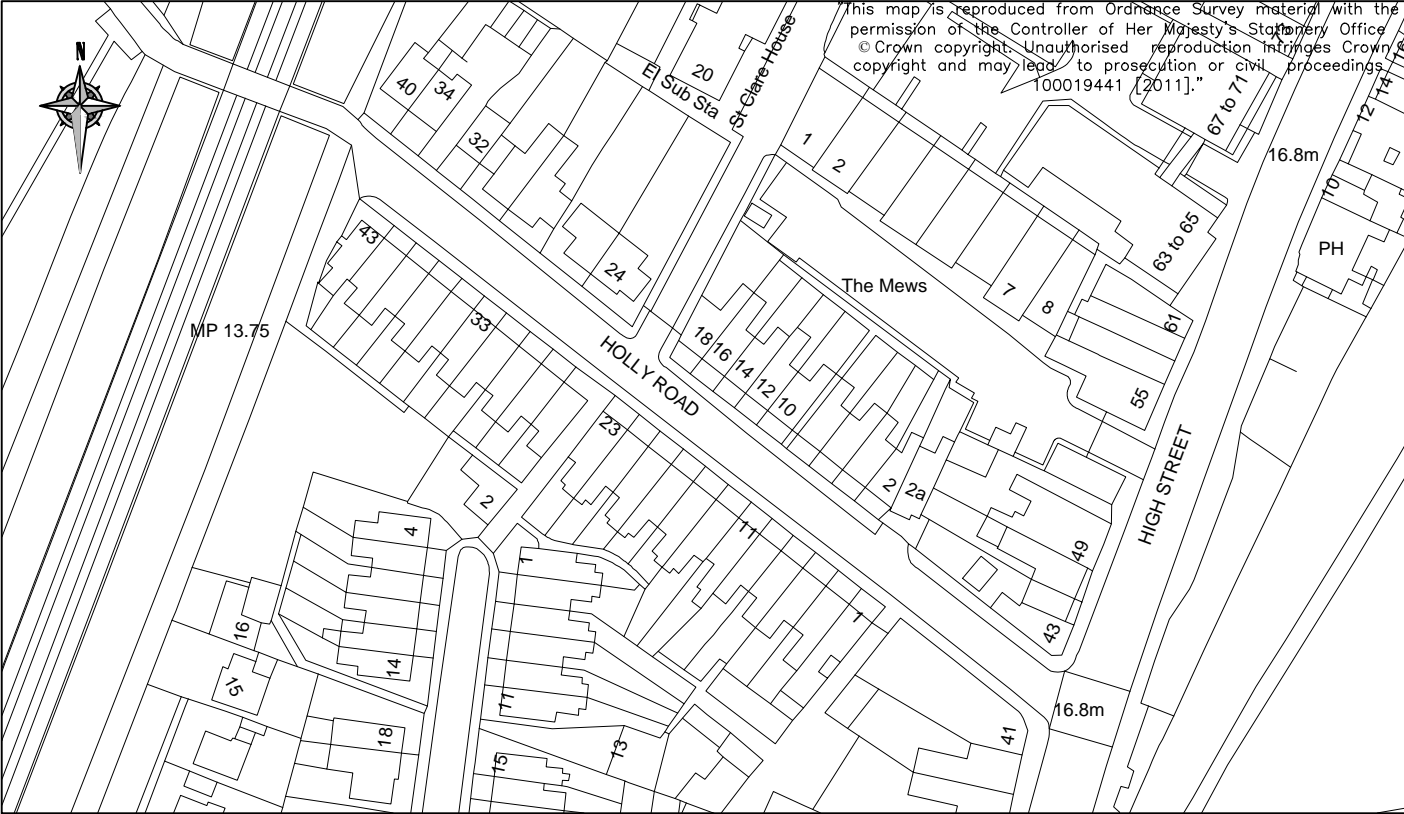 "This map is reproduced from Ordnance Survey material with the
permission of the Controller of Her Majesty's Stationery Office
© Crown copyright. Unauthorised reproduction infringes Crown
copyright and may lead to prosecution or civil proceedings
100019441 [2011]."
N
40
34
32
El Sub Sta
20
St Clare House
1
2
67 to 71
12
14
16
16.8m
10
PH
63 to 65
43
24
MP 13.75
33
The Mews
7
8
61
55
HOLLY ROAD
18
16
14
12
10
23
2
2a
11
HIGH STREET
49
43
1
2
4
1
14
11
16
15
18
15
13
41
16.8m